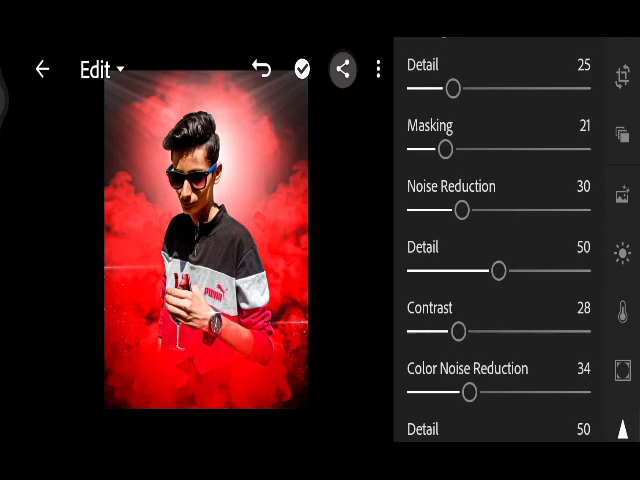 Edit
Detail 25
Masking 21
Noise Reduction 30
Detail 50
Contrast 28
Color Noise Reduction 34
Detail 50
PUMA